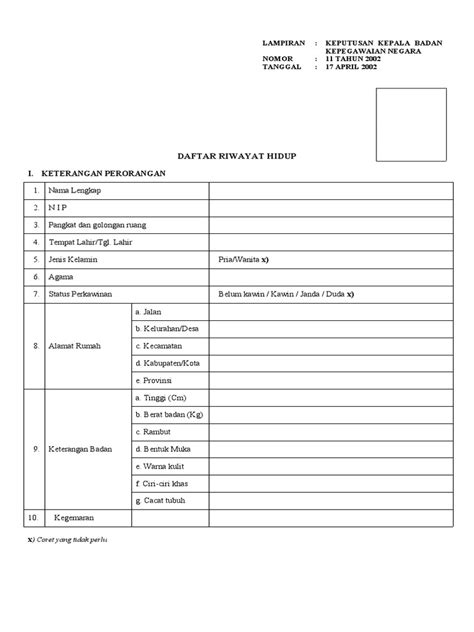 LAMPIRAN : KEPUTUSAN KEPALA BADAN
KEPEGAWAIAN NEGARA
NOMOR : 11 TAHUN 2002
TANGGAL : 17 APRIL 2002
DAFTAR RIWAYAT HIDUP
I. KETERANGAN PERORANGAN
1. Nama Lengkap
2. N I P
3. Pangkat dan golongan ruang
4. Tempat Lahir/Tgl. Lahir
5. Jenis Kelamin Pria/Wanita x)
6. Agama
7. Status Perkawinan Belum kawin / Kawin / Janda / Duda x)
8. Alamat Rumah
a. Jalan
b. Kelurahan/Desa
c. Kecamatan
d. Kabupaten/Kota
e. Provinsi
9. Keterangan Badan
a. Tinggi (Cm)
b. Berat badan (Kg)
c. Rambut
d. Bentuk Muka
e. Warna kulit
f. Ciri-ciri khas
g. Cacat tubuh
10. Kegemaran
x) Coret yang tidak perlu